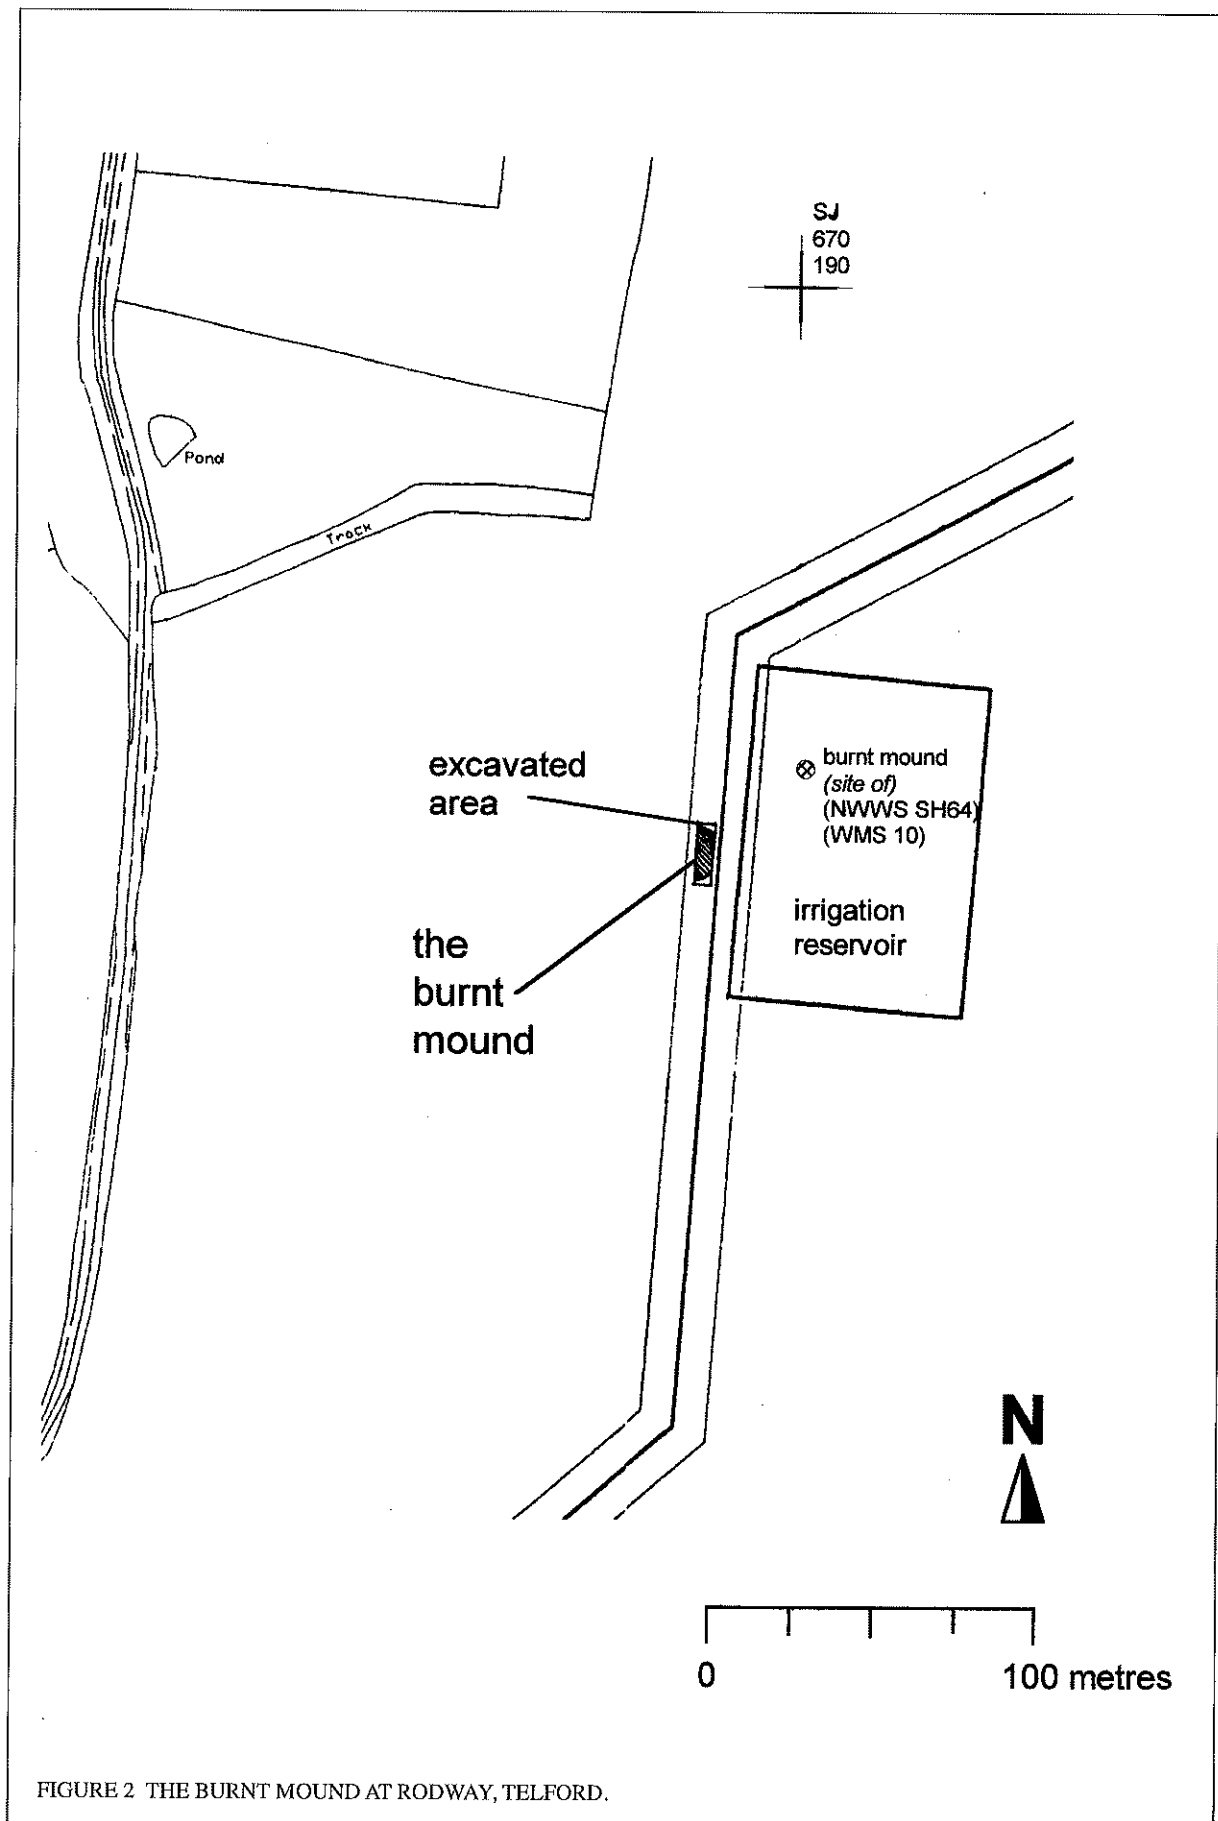 SJ
670
190
Pond
Track
excavated
area
burnt mound
(site of)
(NWWS SH64)
(WMS 10)
the
burnt
mound
irrigation
reservoir
N
0
100 metres
FIGURE 2 THE BURNT MOUND AT RODWAY, TELFORD.